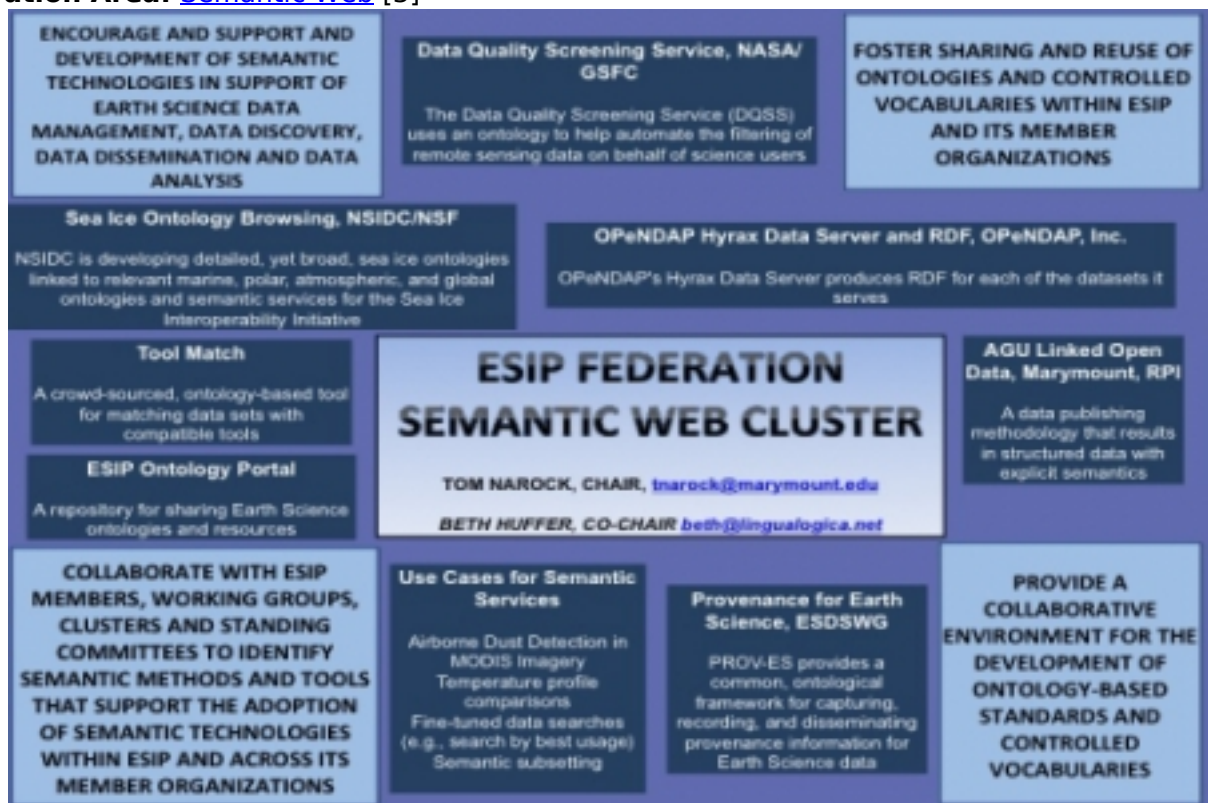 ation Area: Semantic Web [5]
ENCOURAGE AND SUPPORT AND
DEVELOPMENT OF SEMANTIC
TECHNOLOGIES IN SUPPORT OF
EARTH SCIENCE DATA
MANAGEMENT, DATA DISCOVERY,
DATA DISSEMINATION AND DATA
ANALYSIS
Data Quality Screening Service, NASA/
GSFC
The Data Quality Screening Service (DQSS)
uses an ontology to help automate the filtering of
remote sensing data on behalf of science users
FOSTER SHARING AND REUSE OF
ONTOLOGIES AND CONTROLLED
VOCABULARIES WITHIN ESIP
AND ITS MEMBER
ORGANIZATIONS
Sea Ice Ontology Browsing, NSIDC/NSF
NSIDC is developing detailed, yet broad, sea ice ontologies
linked to relevant marine, polar, atmospheric, and global
ontologies and semantic services for the Sea Ice
Interoperability Initiative
OPeNDAP Hyrax Data Server and RDF, OPeNDAP, Inc.
OPeNDAP's Hyrax Data Server produces RDF for each of the datasets it
serves
Tool Match
A crowd-sourced, ontology-based tool
for matching data sets with
compatible tools
ESIP Ontology Portal
A repository for sharing Earth Science
ontologies and resources
ESIP FEDERATION
SEMANTIC WEB CLUSTER
TOM NAROCK, CHAIR, tnarock@marymount.edu
BETH HUFFER, CO-CHAIR beth@lingualogica.net
AGU Linked Open
Data, Marymount, RPI
A data publishing
methodology that results
in structured data with
explicit semantics
COLLABORATE WITH ESIP
MEMBERS, WORKING GROUPS,
CLUSTERS AND STANDING
COMMITTEES TO IDENTIFY
SEMANTIC METHODS AND TOOLS
THAT SUPPORT THE ADOPTION
OF SEMANTIC TECHNOLOGIES
WITHIN ESIP AND ACROSS ITS
MEMBER ORGANIZATIONS
Use Cases for Semantic
Services
Airborne Dust Detection in
MODIS Imagery
Temperature profile
comparisons
Fine-tuned data searches
(e.g., search by best usage)
Semantic subsetting
Provenance for Earth
Science, ESDSWG
PROV-ES provides a
common, ontological
framework for capturing,
recording, and disseminating
provenance information for
Earth Science data
PROVIDE A
COLLABORATIVE
ENVIRONMENT FOR THE
DEVELOPMENT OF
ONTOLOGY-BASED
STANDARDS AND
CONTROLLED
VOCABULARIES